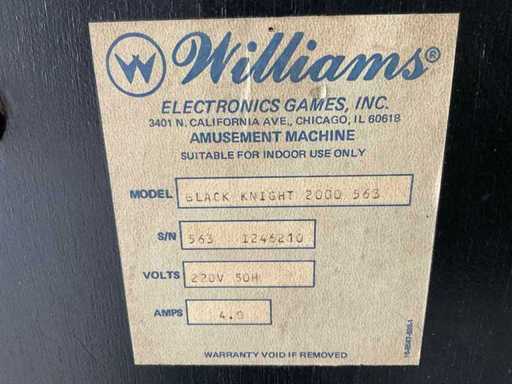 W Williams®
ELECTRONICS GAMES, INC.
3401 N. CALIFORNIA AVE., CHICAGO, IL 60618
AMUSEMENT MACHINE
SUITABLE FOR INDOOR USE ONLY
MODEL BLACK KNIGHT 2000 563
S/N 563 1246210
VOLTS 220V 50H
AMPS 4.0
WARRANTY VOID IF REMOVED